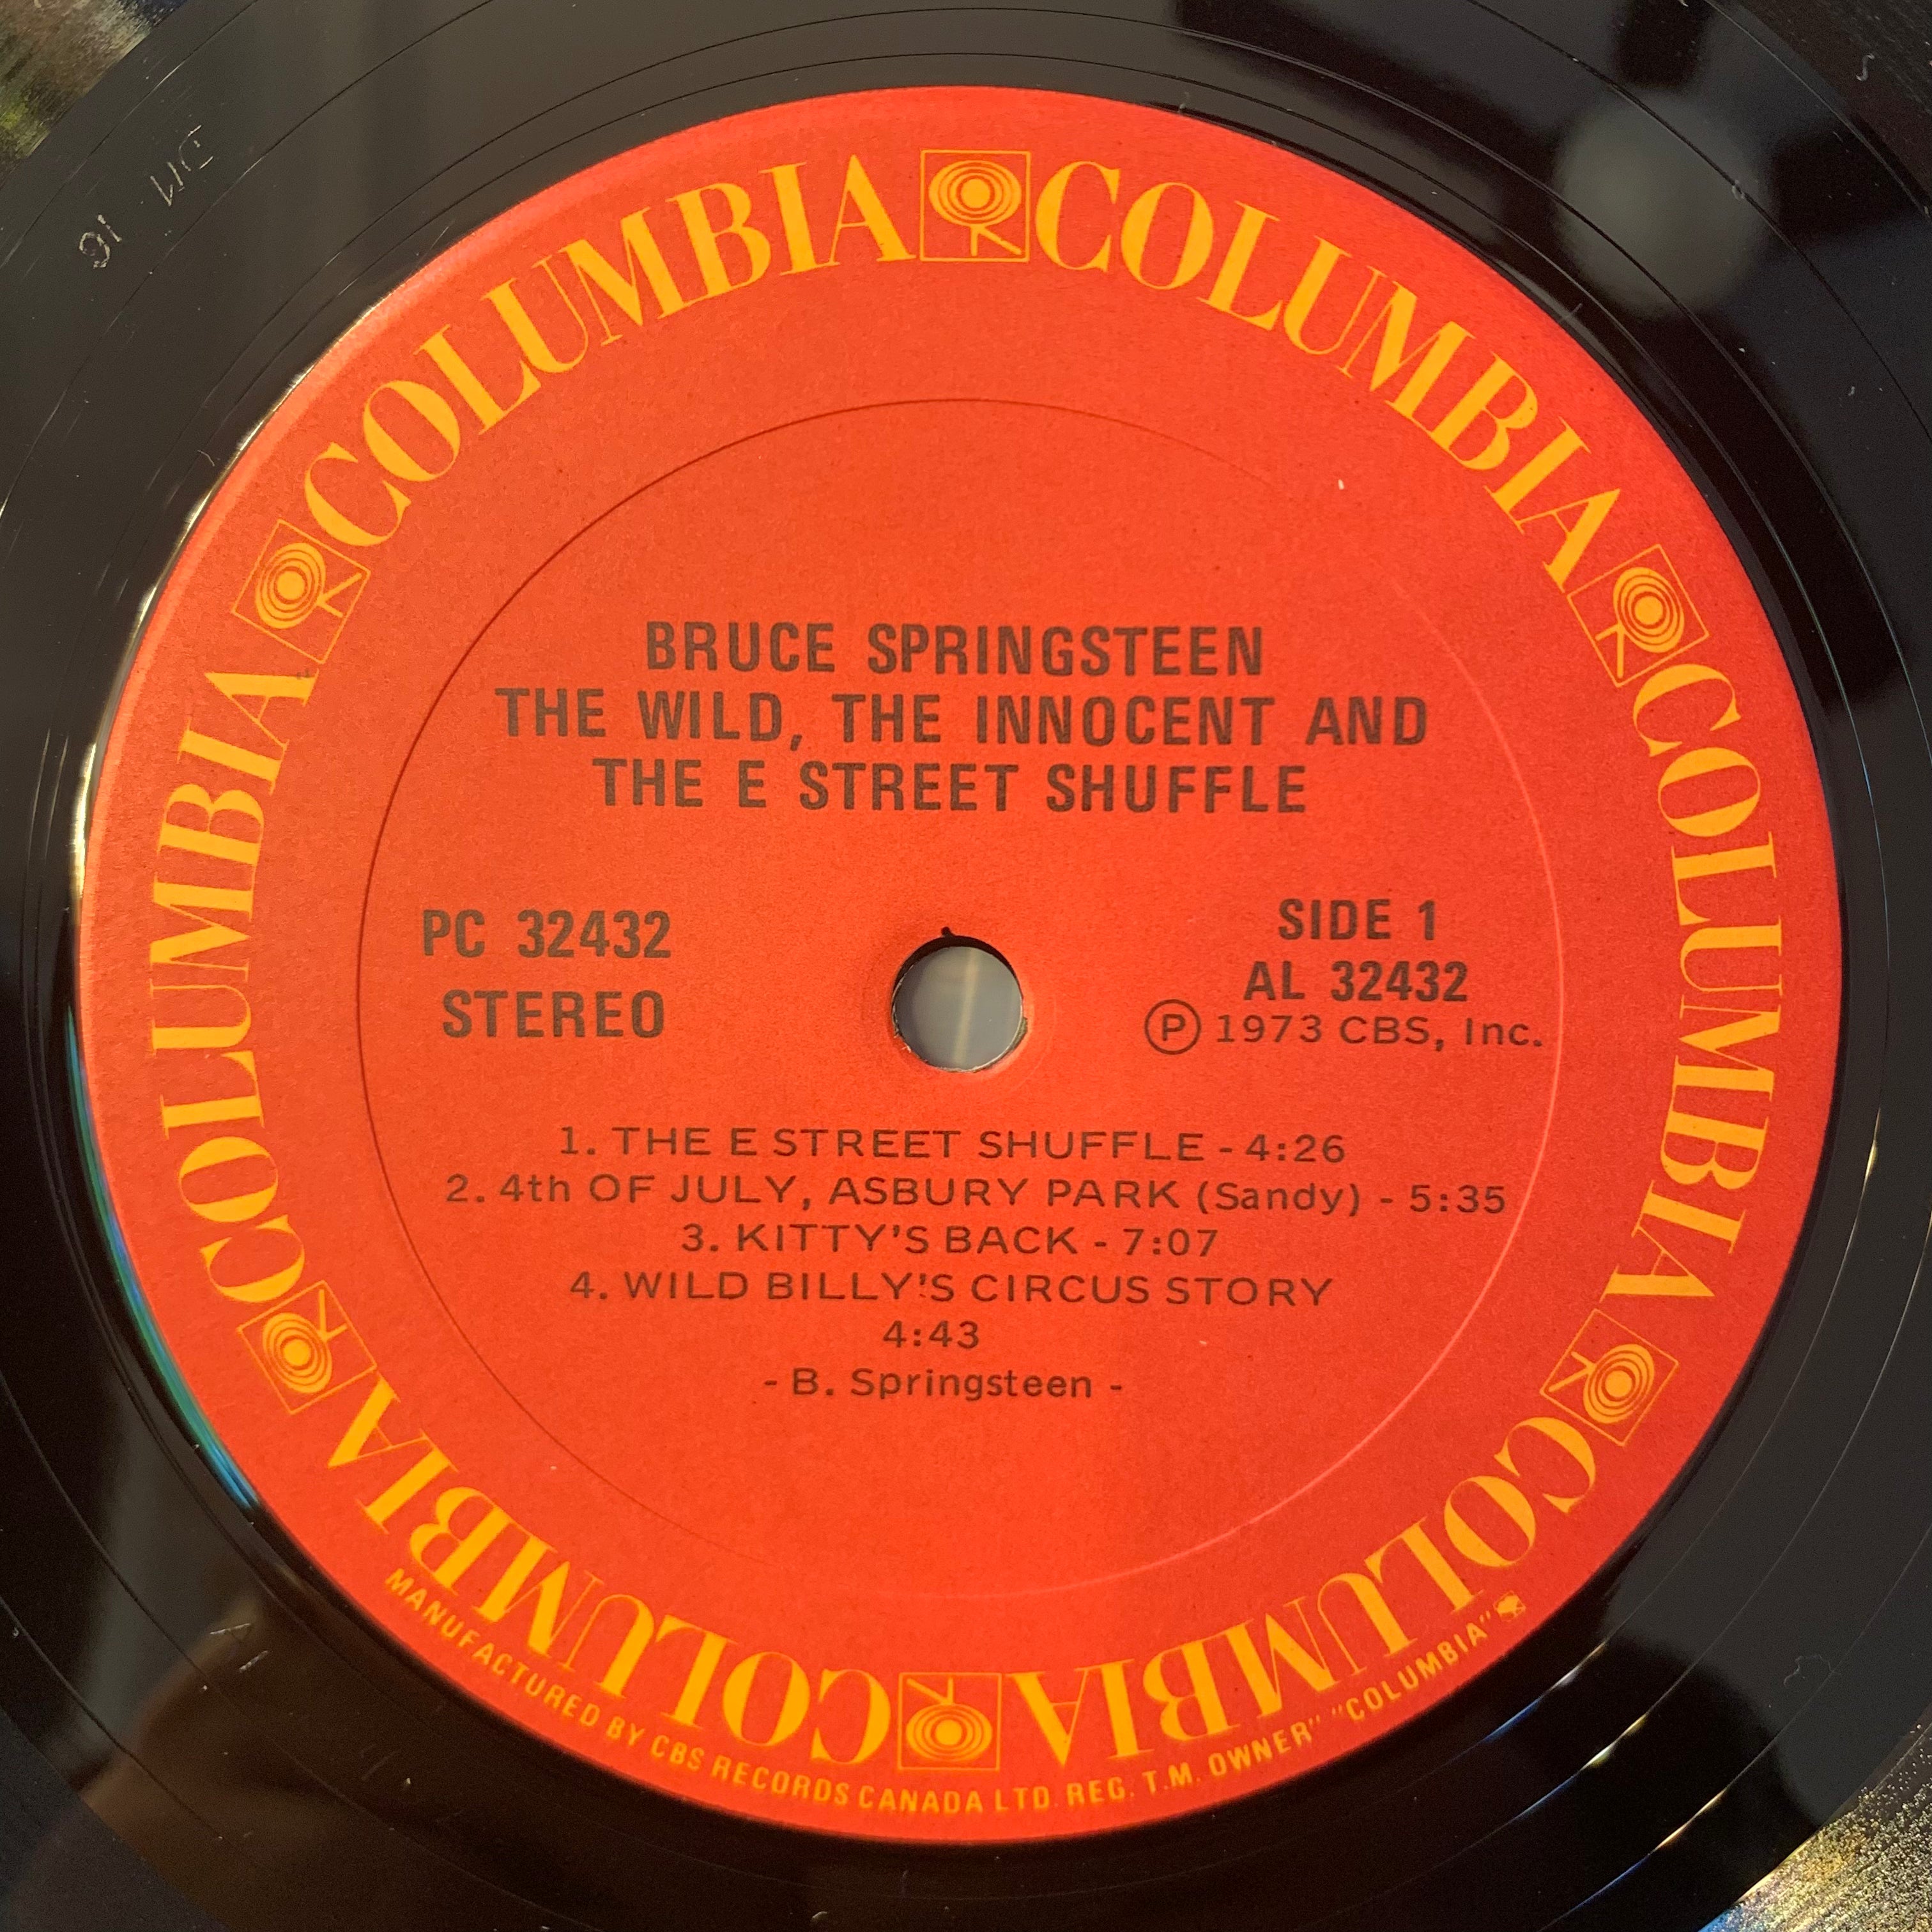 COLUMBIA COLUMBIA COLUMBIA COLUMBIA COLUMBIA COLUMBIA
BRUCE SPRINGSTEEN
THE WILD, THE INNOCENT AND
THE E STREET SHUFFLE
PC 32432
STEREO
SIDE 1
AL 32432
Ⓟ 1973 CBS, Inc.
1. THE E STREET SHUFFLE - 4:26
2. 4th OF JULY, ASBURY PARK (Sandy) - 5:35
3. KITTY'S BACK - 7:07
4. WILD BILLY'S CIRCUS STORY
4:43
- B. Springsteen -
MANUFACTURED BY CBS RECORDS CANADA LTD. REG. T.M. OWNER" "COLUMBIA"